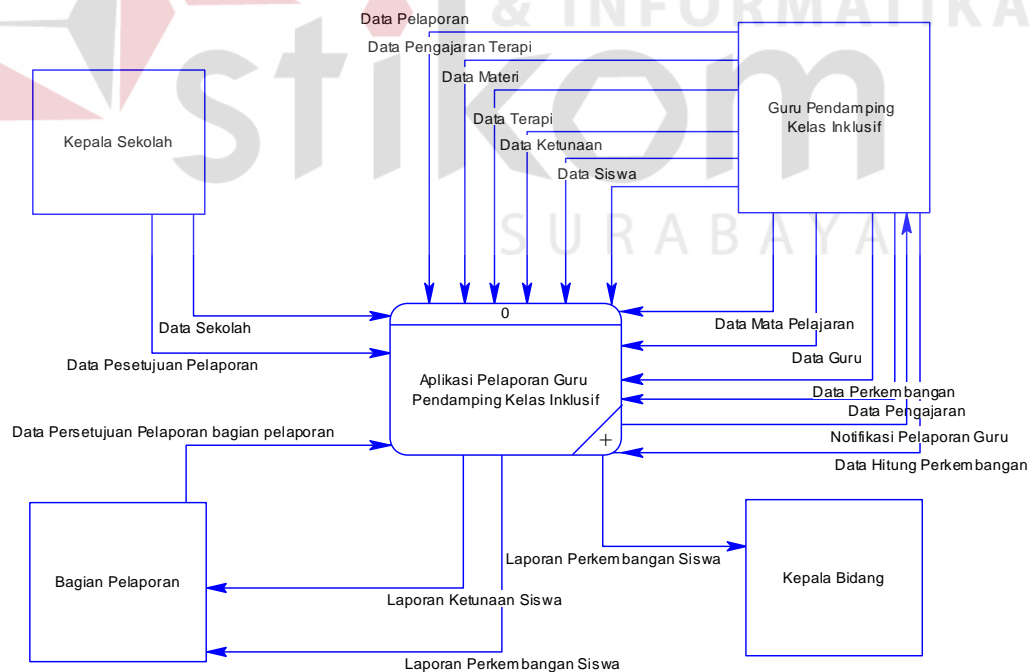 & INFORMATIKA
stikom
SURABAYA
Data Pelaporan
Data Pengajaran Terapi
Data Materi
Data Terapi
Data Ketunaan
Data Siswa
Kepala Sekolah
Guru Pendamping
Kelas Inklusif
Data Sekolah
Data Pesetujuan Pelaporan
0
Aplikasi Pelaporan Guru
Pendamping Kelas Inklusif
+
Data Mata Pelajaran
Data Guru
Data Perkembangan
Data Pengajaran
Notifikasi Pelaporan Guru
Data Hitung Perkembangan
Data Persetujuan Pelaporan bagian pelaporan
Bagian Pelaporan
Laporan Perkembangan Siswa
Kepala Bidang
Laporan Ketunaan Siswa
Laporan Perkembangan Siswa